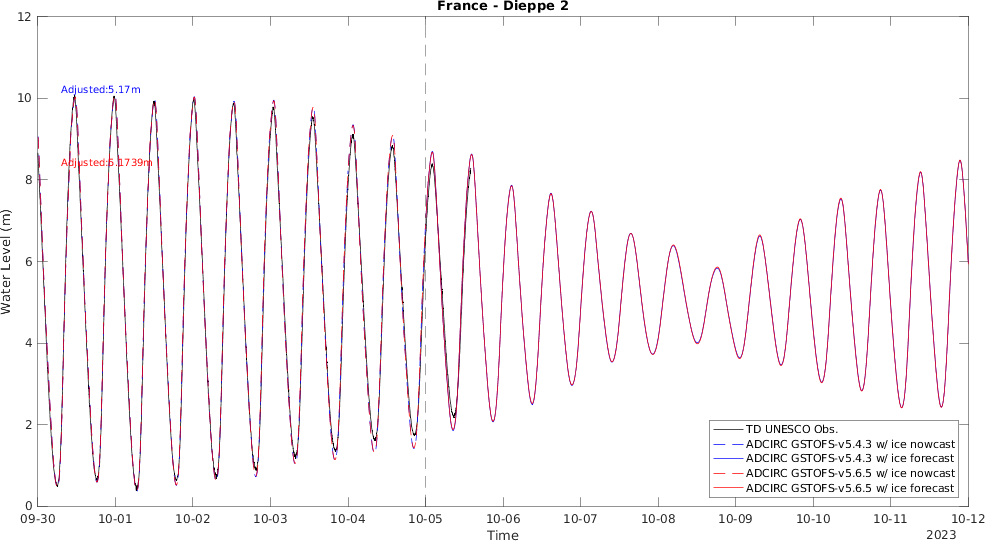 France - Dieppe 2
12
10
8
6
4
2
0
Water Level (m)
Adjusted:5.17m
Adjusted:5.1739m
TD UNESCO Obs.
ADCIRC GSTOFS-v5.4.3 w/ ice nowcast
ADCIRC GSTOFS-v5.4.3 w/ ice forecast
ADCIRC GSTOFS-v5.6.5 w/ ice nowcast
ADCIRC GSTOFS-v5.6.5 w/ ice forecast
09-30 10-01 10-02 10-03 10-04 10-05 10-06 10-07 10-08 10-09 10-10 10-11 10-12
Time
2023